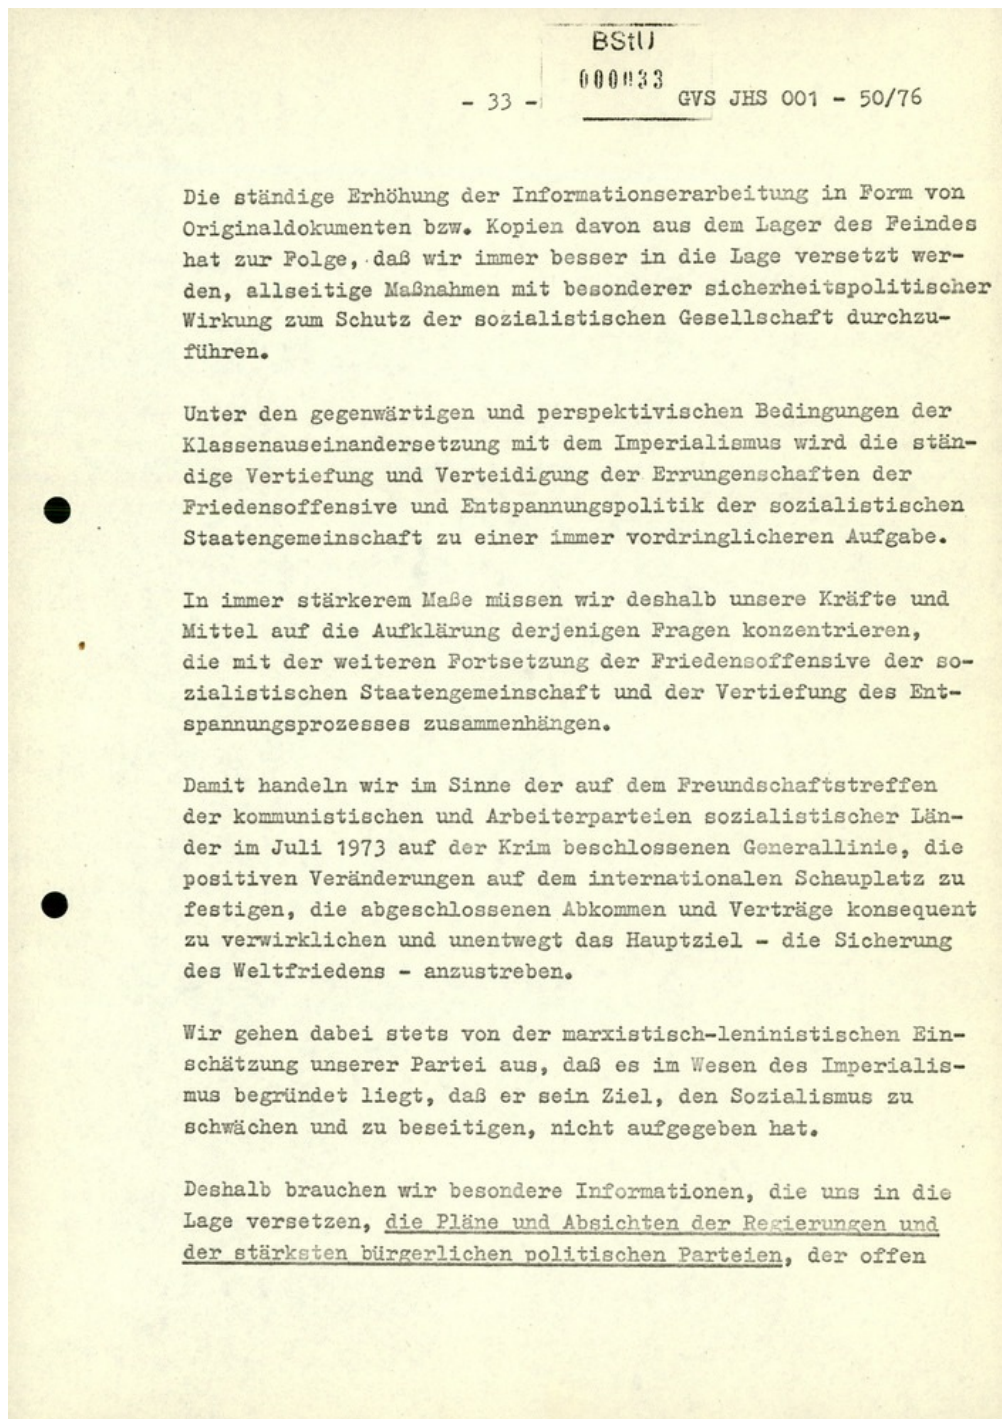 BStU
000033
- 33 -
GVS JHS 001 - 50/76
Die ständige Erhöhung der Informationserarbeitung in Form von
Originaldokumenten bzw. Kopien davon aus dem Lager des Feindes
hat zur Folge, daß wir immer besser in die Lage versetzt wer-
den, allseitige Maßnahmen mit besonderer sicherheitspolitischer
Wirkung zum Schutz der sozialistischen Gesellschaft durchzu-
führen.
Unter den gegenwärtigen und perspektivischen Bedingungen der
Klassenauseinandersetzung mit dem Imperialismus wird die stän-
dige Vertiefung und Verteidigung der Errungenschaften der
Friedensoffensive und Entspannungspolitik der sozialistischen
Staatengemeinschaft zu einer immer vordringlicheren Aufgabe.
In immer stärkerem Maße müssen wir deshalb unsere Kräfte und
Mittel auf die Aufklärung derjenigen Fragen konzentrieren,
die mit der weiteren Fortsetzung der Friedensoffensive der so-
zialistischen Staatengemeinschaft und der Vertiefung des Ent-
spannungsprozesses zusammenhängen.
Damit handeln wir im Sinne der auf dem Freundschaftstreffen
der kommunistischen und Arbeiterparteien sozialistischer Län-
der im Juli 1973 auf der Krim beschlossenen Generallinie, die
positiven Veränderungen auf dem internationalen Schauplatz zu
festigen, die abgeschlossenen Abkommen und Verträge konsequent
zu verwirklichen und unentwegt das Hauptziel - die Sicherung
des Weltfriedens - anzustreben.
Wir gehen dabei stets von der marxistisch-leninistischen Ein-
schätzung unserer Partei aus, daß es im Wesen des Imperialis-
mus begründet liegt, daß er sein Ziel, den Sozialismus zu
schwächen und zu beseitigen, nicht aufgegeben hat.
Deshalb brauchen wir besondere Informationen, die uns in die
Lage versetzen, die Pläne und Absichten der Regierungen und
der stärksten bürgerlichen politischen Parteien, der offen